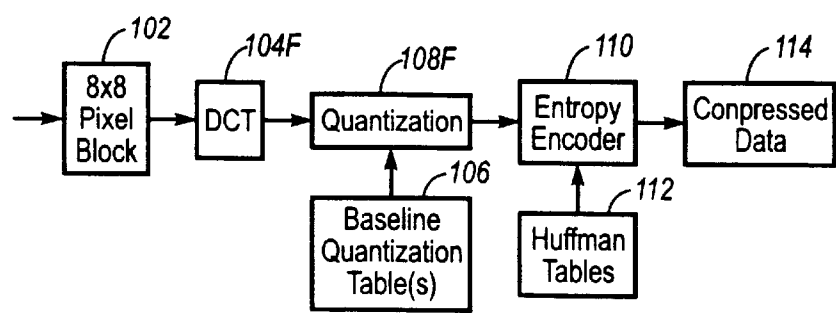 102
8x8
Pixel
Block
104F
DCT
108F
Quantization
106
Baseline
Quantization
Table(s)
110
Entropy
Encoder
112
Huffman
Tables
114
Conpressed
Data